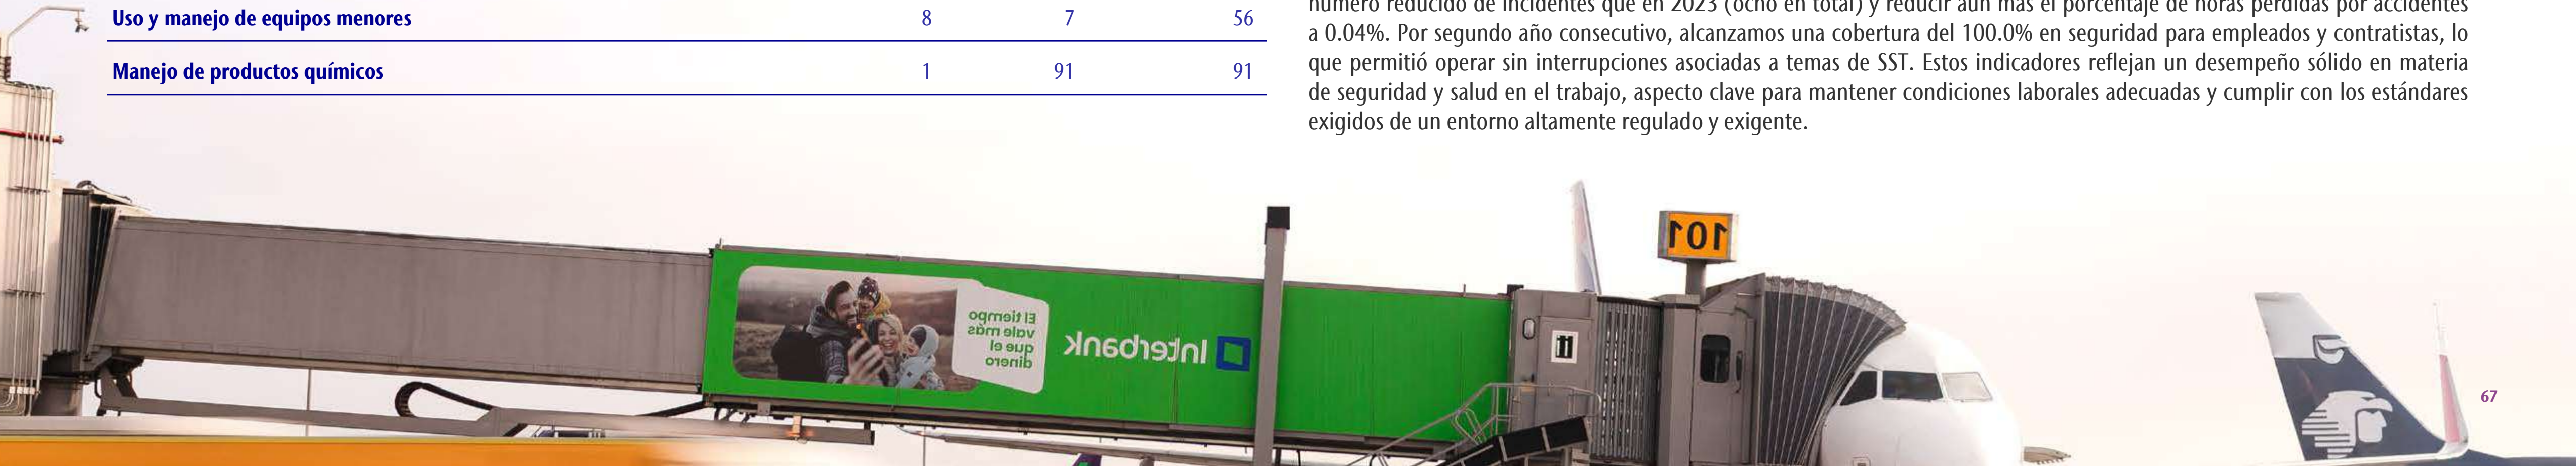 Uso y manejo de equipos menores 8 7 56
Manejo de productos químicos 1 91 91
número reducido de incidentes que en 2023 (ocho en total) y reducir aún más el porcentaje de horas perdidas por accidentes
a 0.04%. Por segundo año consecutivo, alcanzamos una cobertura del 100.0% en seguridad para empleados y contratistas, lo
que permitió operar sin interrupciones asociadas a temas de SST. Estos indicadores reflejan un desempeño sólido en materia
de seguridad y salud en el trabajo, aspecto clave para mantener condiciones laborales adecuadas y cumplir con los estándares
exigidos de un entorno altamente regulado y exigente.
101
El tiempo
vale más
que el
dinero
Interbank
11
67